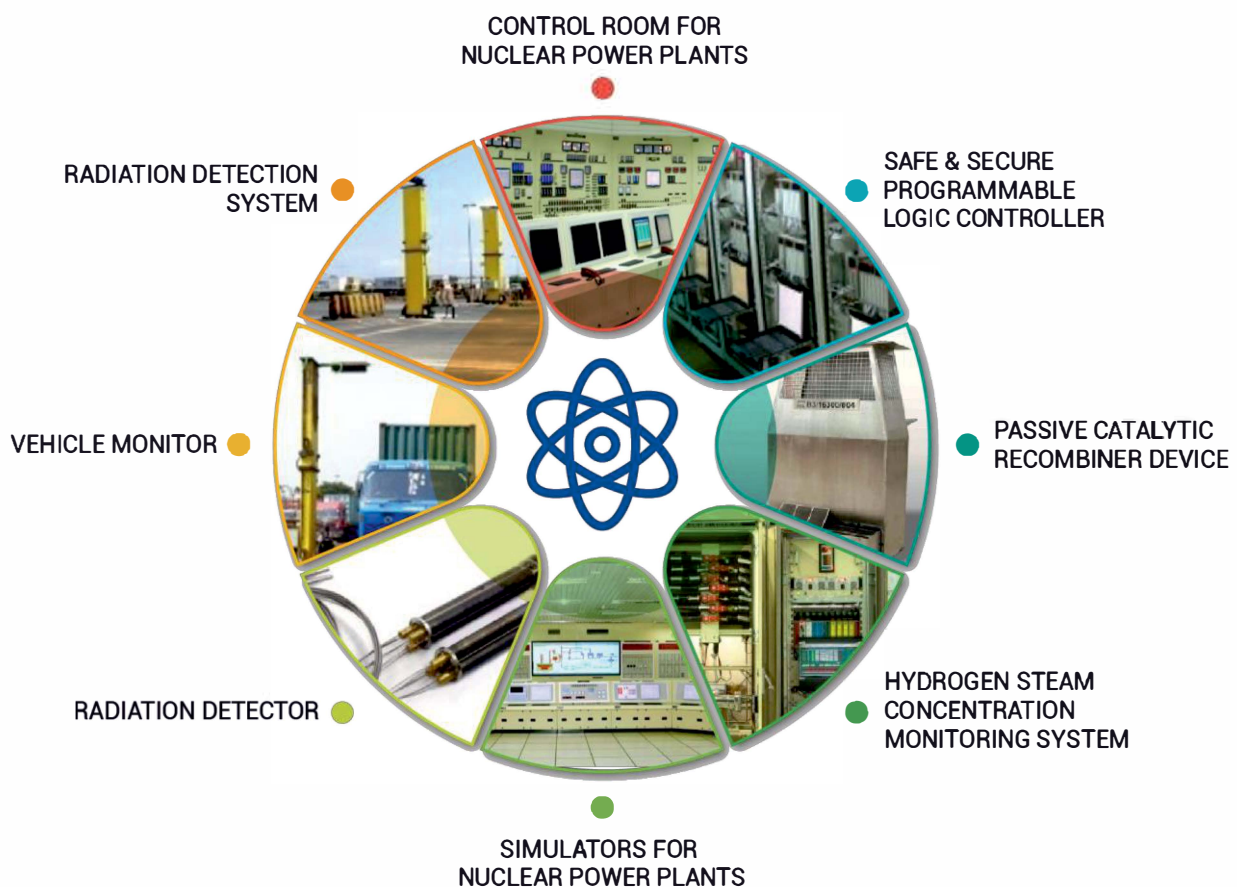 CONTROL ROOM FOR
NUCLEAR POWER PLANTS
RADIATION DETECTION
SYSTEM
SAFE & SECURE
PROGRAMMABLE
LOGIC CONTROLLER
VEHICLE MONITOR
PASSIVE CATALYTIC
RECOMBINER DEVICE
RADIATION DETECTOR
HYDROGEN STEAM
CONCENTRATION
MONITORING SYSTEM
SIMULATORS FOR
NUCLEAR POWER PLANTS